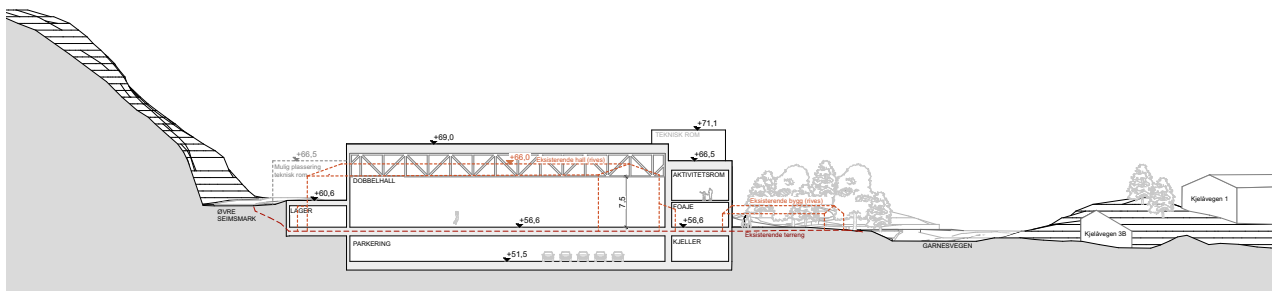 +71,1
TEKNISK ROM
+69,0
+66,5
+66,5
+66,0
Eksisterende hall (rives)
Mulig plassering
teknisk rom
AKTIVITETSROM
DOBBELHALL
+60,6
7,5
Eksisterende bygg (rives)
Kjelåvegen 1
ØVRE
SEIMSMARK
LAGER
FOAJE
+56,6
+56,6
Eksisterende terreng
Kjelåvegen 3B
PARKERING
KJELLER
GARNESVEGEN
+51,5